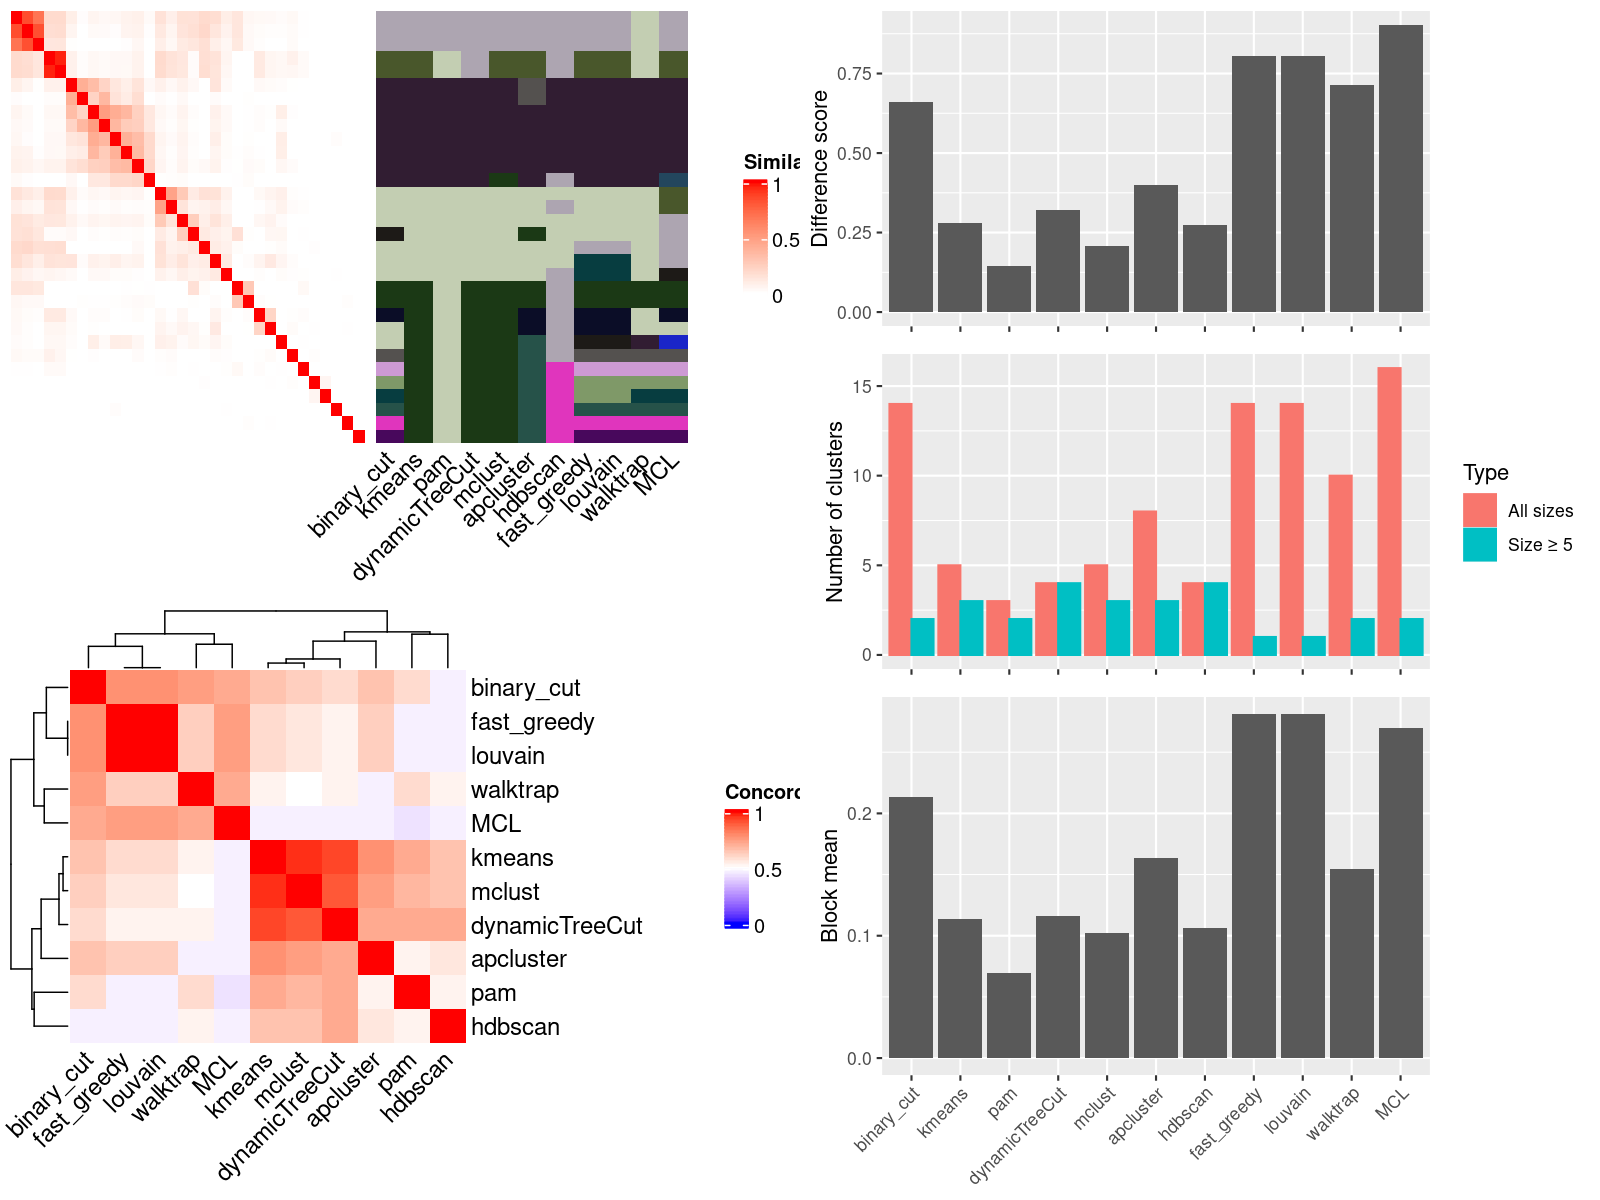 Simila
1
0.5
0
binary_cut
kmeans
pam
dynamicTreeCut
mclust
apcluster
hdbscan
fast_greedy
louvain
walktrap
MCL
binary_cut
fast_greedy
louvain
walktrap
MCL
kmeans
mclust
dynamicTreeCut
apcluster
pam
hdbscan
binary_cut
fast_greedy
louvain
walktrap
MCL
kmeans
mclust
dynamicTreeCut
apcluster
pam
hdbscan
Concord
1
0.5
0
Difference score
0.75
0.50
0.25
0.00
Number of clusters
15
10
5
0
Type
All sizes
Size ≥ 5
Block mean
0.2
0.1
0.0
binary_cut
kmeans
pam
dynamicTreeCut
mclust
apcluster
hdbscan
fast_greedy
louvain
walktrap
MCL